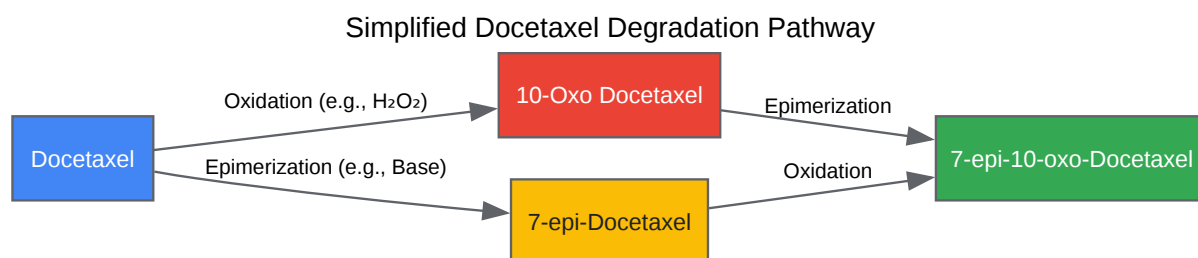 Simplified Docetaxel Degradation Pathway
Oxidation (e.g., H₂O₂)
10-Oxo Docetaxel
Epimerization
Docetaxel
Epimerization (e.g., Base)
7-epi-Docetaxel
Oxidation
7-epi-10-oxo-Docetaxel